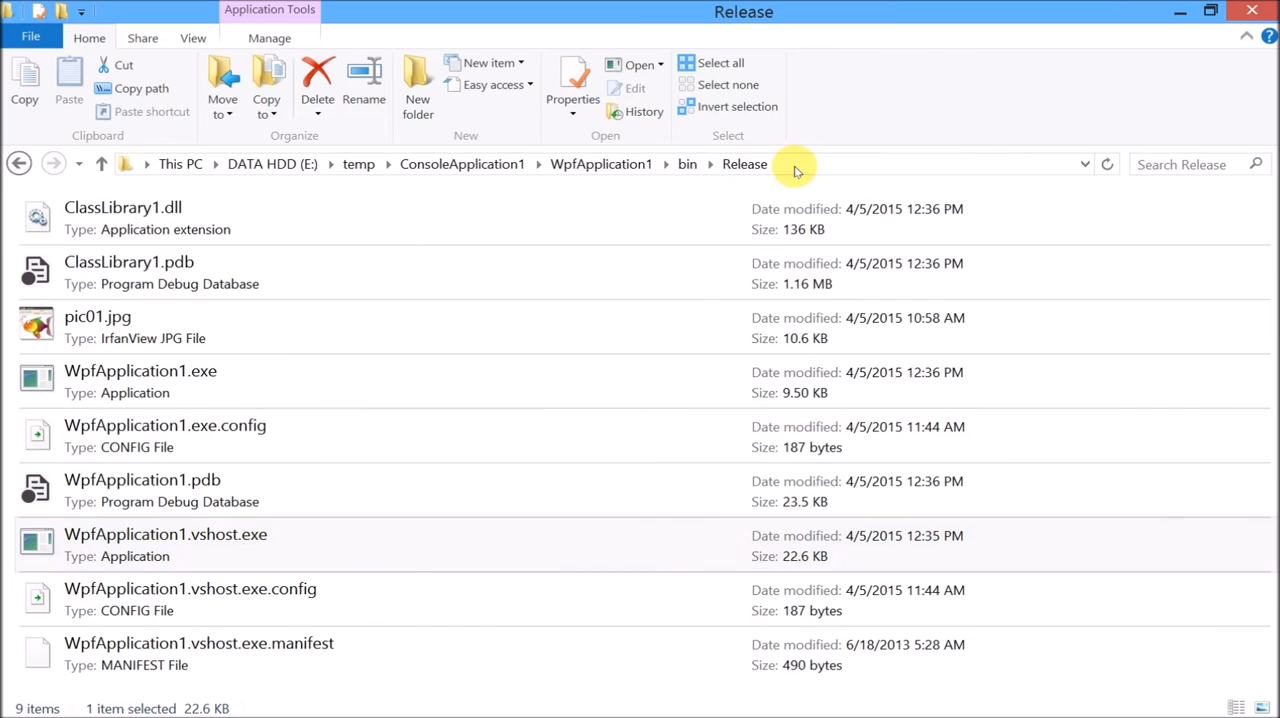 Application Tools
Release
File Home Share View Manage
Copy
Paste
Cut
Copy path
Paste shortcut
Clipboard
Move to
Copy to
Delete
Rename
Organize
New folder
New item
Easy access
New
Properties
Open
Edit
History
Open
Select all
Select none
Invert selection
Select
This PC DATA HDD (E:) temp ConsoleApplication1 WpfApplication1 bin Release
Search Release
ClassLibrary1.dll
Type: Application extension
Date modified: 4/5/2015 12:36 PM
Size: 136 KB
ClassLibrary1.pdb
Type: Program Debug Database
Date modified: 4/5/2015 12:36 PM
Size: 1.16 MB
pic01.jpg
Type: IrfanView JPG File
Date modified: 4/5/2015 10:58 AM
Size: 10.6 KB
WpfApplication1.exe
Type: Application
Date modified: 4/5/2015 12:36 PM
Size: 9.50 KB
WpfApplication1.exe.config
Type: CONFIG File
Date modified: 4/5/2015 11:44 AM
Size: 187 bytes
WpfApplication1.pdb
Type: Program Debug Database
Date modified: 4/5/2015 12:36 PM
Size: 23.5 KB
WpfApplication1.vshost.exe
Type: Application
Date modified: 4/5/2015 12:35 PM
Size: 22.6 KB
WpfApplication1.vshost.exe.config
Type: CONFIG File
Date modified: 4/5/2015 11:44 AM
Size: 187 bytes
WpfApplication1.vshost.exe.manifest
Type: MANIFEST File
Date modified: 6/18/2013 5:28 AM
Size: 490 bytes
9 items 1 item selected 22.6 KB